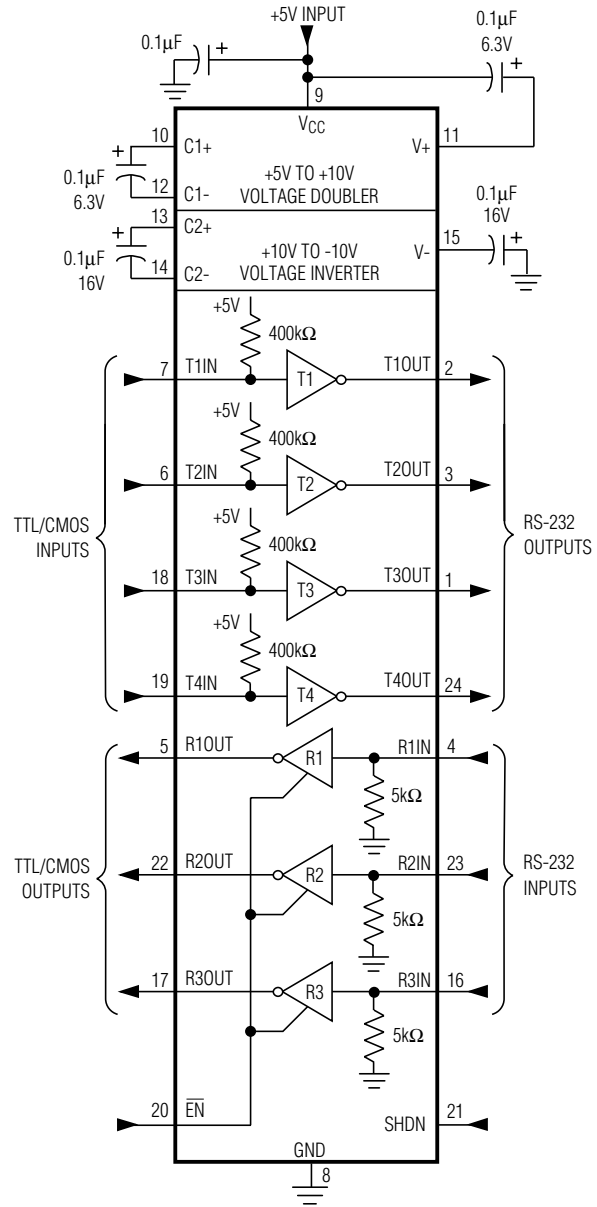 +5V INPUT
0.1μF
+
0.1μF
6.3V
+
9
VCC
10
C1+
V+
11
+
0.1μF
6.3V
+5V TO +10V
VOLTAGE DOUBLER
12
C1-
13
C2+
+
0.1μF
16V
+10V TO -10V
VOLTAGE INVERTER
14
C2-
V-
15
0.1μF
16V
+
+5V
400kΩ
7
T1IN
T1
T1OUT
2
+5V
400kΩ
6
T2IN
T2
T2OUT
3
TTL/CMOS
INPUTS
RS-232
OUTPUTS
+5V
400kΩ
18
T3IN
T3
T3OUT
1
+5V
400kΩ
19
T4IN
T4
T4OUT
24
5
R1OUT
R1
R1IN
4
5kΩ
22
R2OUT
R2
R2IN
23
5kΩ
TTL/CMOS
OUTPUTS
RS-232
INPUTS
17
R3OUT
R3
R3IN
16
5kΩ
20
E̅N̅
SHDN
21
GND
8